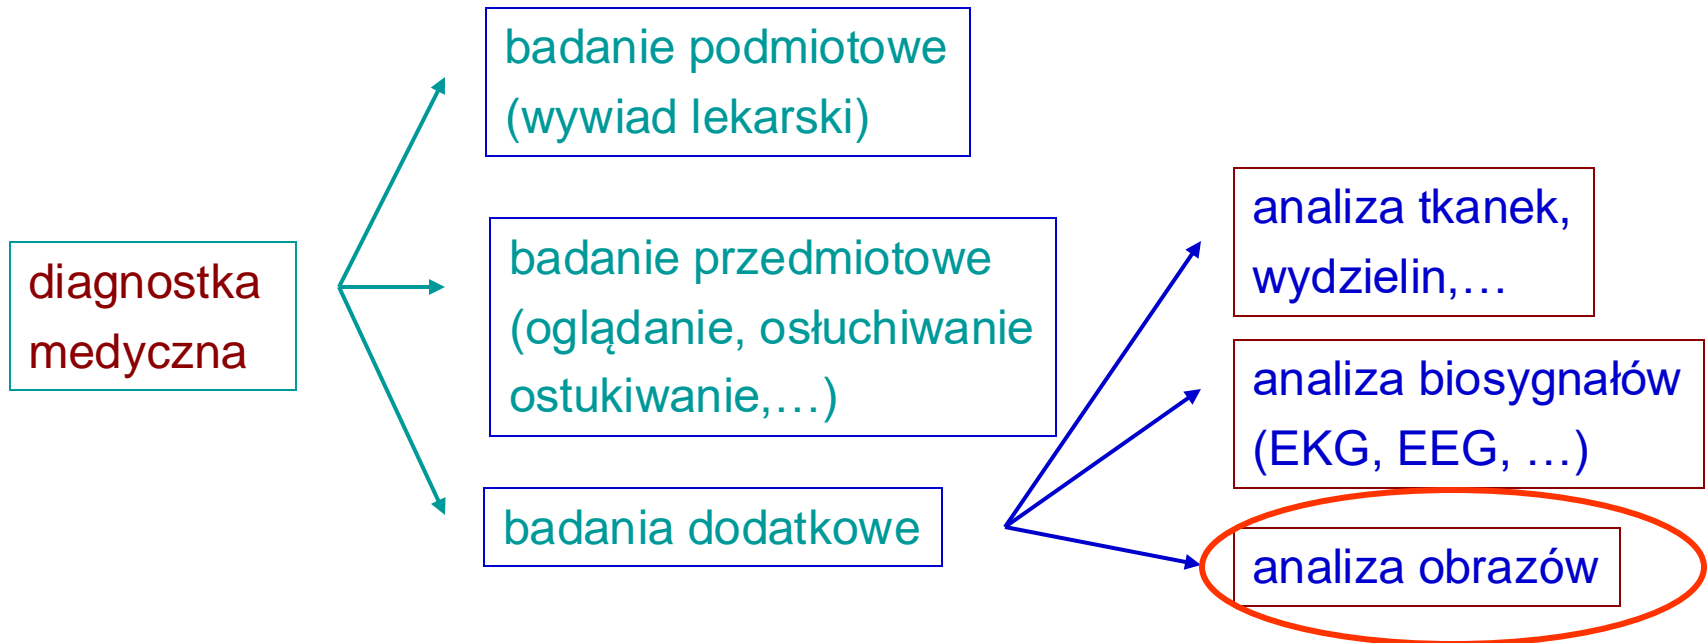 diagnostka
medyczna
badanie podmiotowe
(wywiad lekarski)
badanie przedmiotowe
(oglądanie, osłuchiwanie
ostukiwanie,…)
badania dodatkowe
analiza tkanek,
wydzielin,…
analiza biosygnałów
(EKG, EEG, …)
analiza obrazów